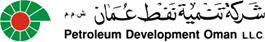 شركة تنمية نفط عمان ش.م.م
Petroleum Development Oman L.L.C.